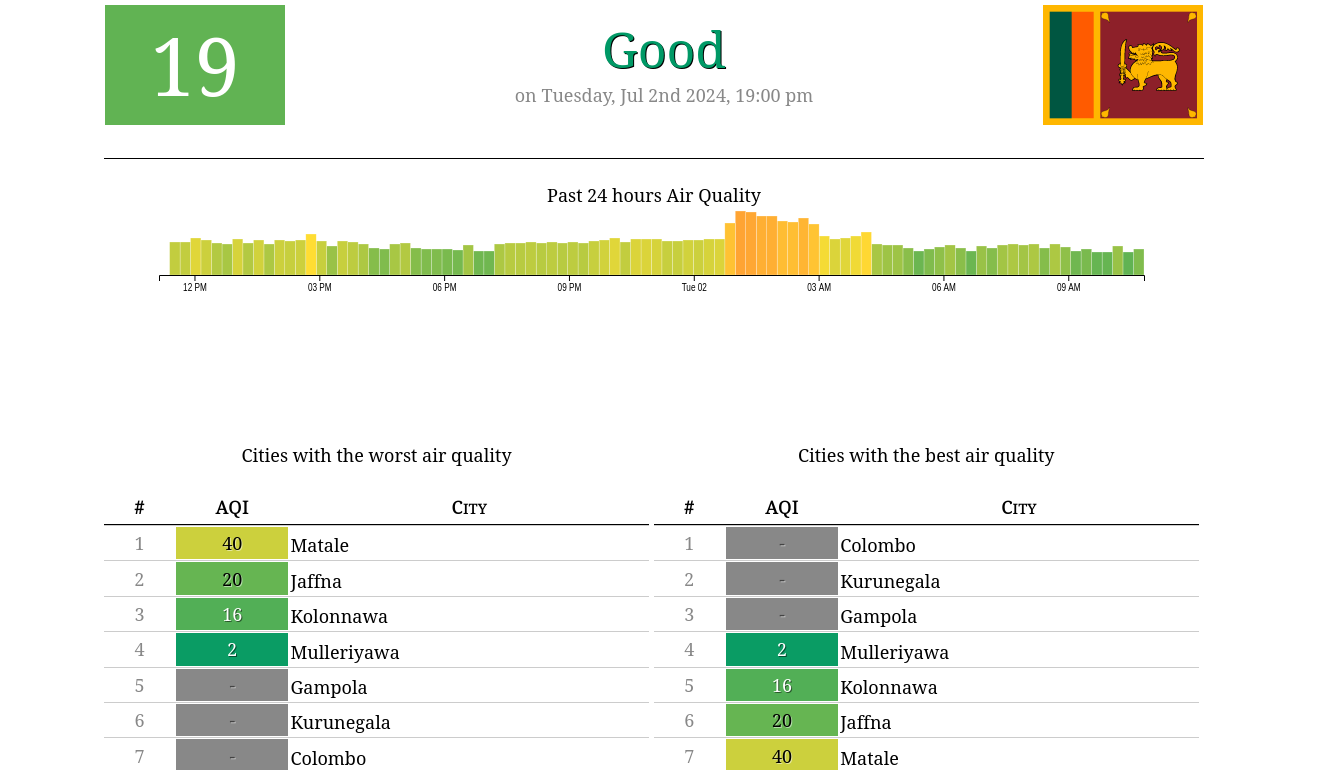 19
Good
on Tuesday, Jul 2nd 2024, 19:00 pm
Past 24 hours Air Quality
12 PM 03 PM 06 PM 09 PM Tue 02 03 AM 06 AM 09 AM
Cities with the worst air quality
# AQI City
1 40 Matale
2 20 Jaffna
3 16 Kolonnawa
4 2 Mulleriyawa
5 - Gampola
6 - Kurunegala
7 - Colombo
Cities with the best air quality
# AQI City
1 - Colombo
2 - Kurunegala
3 - Gampola
4 2 Mulleriyawa
5 16 Kolonnawa
6 20 Jaffna
7 40 Matale